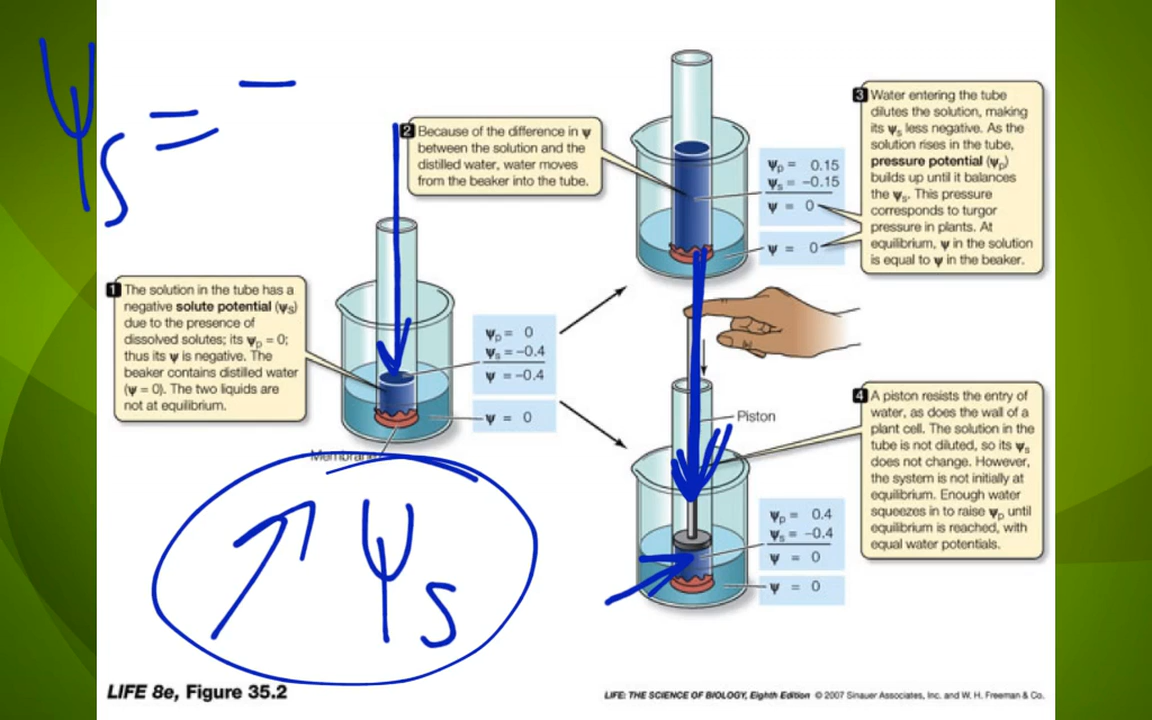 ψs = −
1 The solution in the tube has a
negative solute potential (ψs)
due to the presence of
dissolved solutes; its ψp = 0;
thus its ψ is negative. The
beaker contains distilled water
(ψ = 0). The two liquids are
not at equilibrium.
2 Because of the difference in ψ
between the solution and the
distilled water, water moves
from the beaker into the tube.
ψp = 0
ψs = −0.4
ψ = −0.4
ψ = 0
Membrane
ψp = 0.15
ψs = −0.15
ψ = 0
ψ = 0
3 Water entering the tube
dilutes the solution, making
its ψs less negative. As the
solution rises in the tube,
pressure potential (ψp)
builds up until it balances
the ψs. This pressure
corresponds to turgor
pressure in plants. At
equilibrium, ψ in the solution
is equal to ψ in the beaker.
Piston
4 A piston resists the entry of
water, as does the wall of a
plant cell. The solution in the
tube is not diluted, so its ψs
does not change. However,
the system is not initially at
equilibrium. Enough water
squeezes in to raise ψp until
equilibrium is reached, with
equal water potentials.
ψp = 0.4
ψs = −0.4
ψ = 0
ψ = 0
↑ ψs
LIFE 8e, Figure 35.2
LIFE: THE SCIENCE OF BIOLOGY, Eighth Edition © 2007 Sinauer Associates, Inc. and W. H. Freeman & Co.